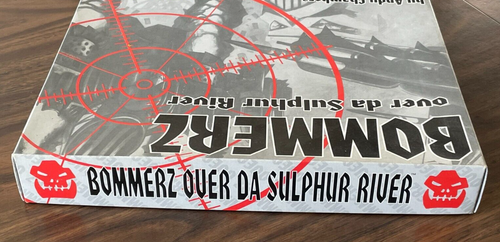 by Andy Chambers
over da Sulphur River
BOMMERZ
BOMMERZ OVER DA SULPHUR RIVER